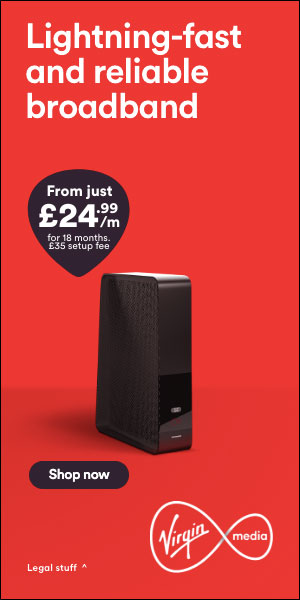 Lightning-fast
and reliable
broadband
From just
£24.99/m
for 18 months.
£35 setup fee
Shop now
Virgin media
Legal stuff ^